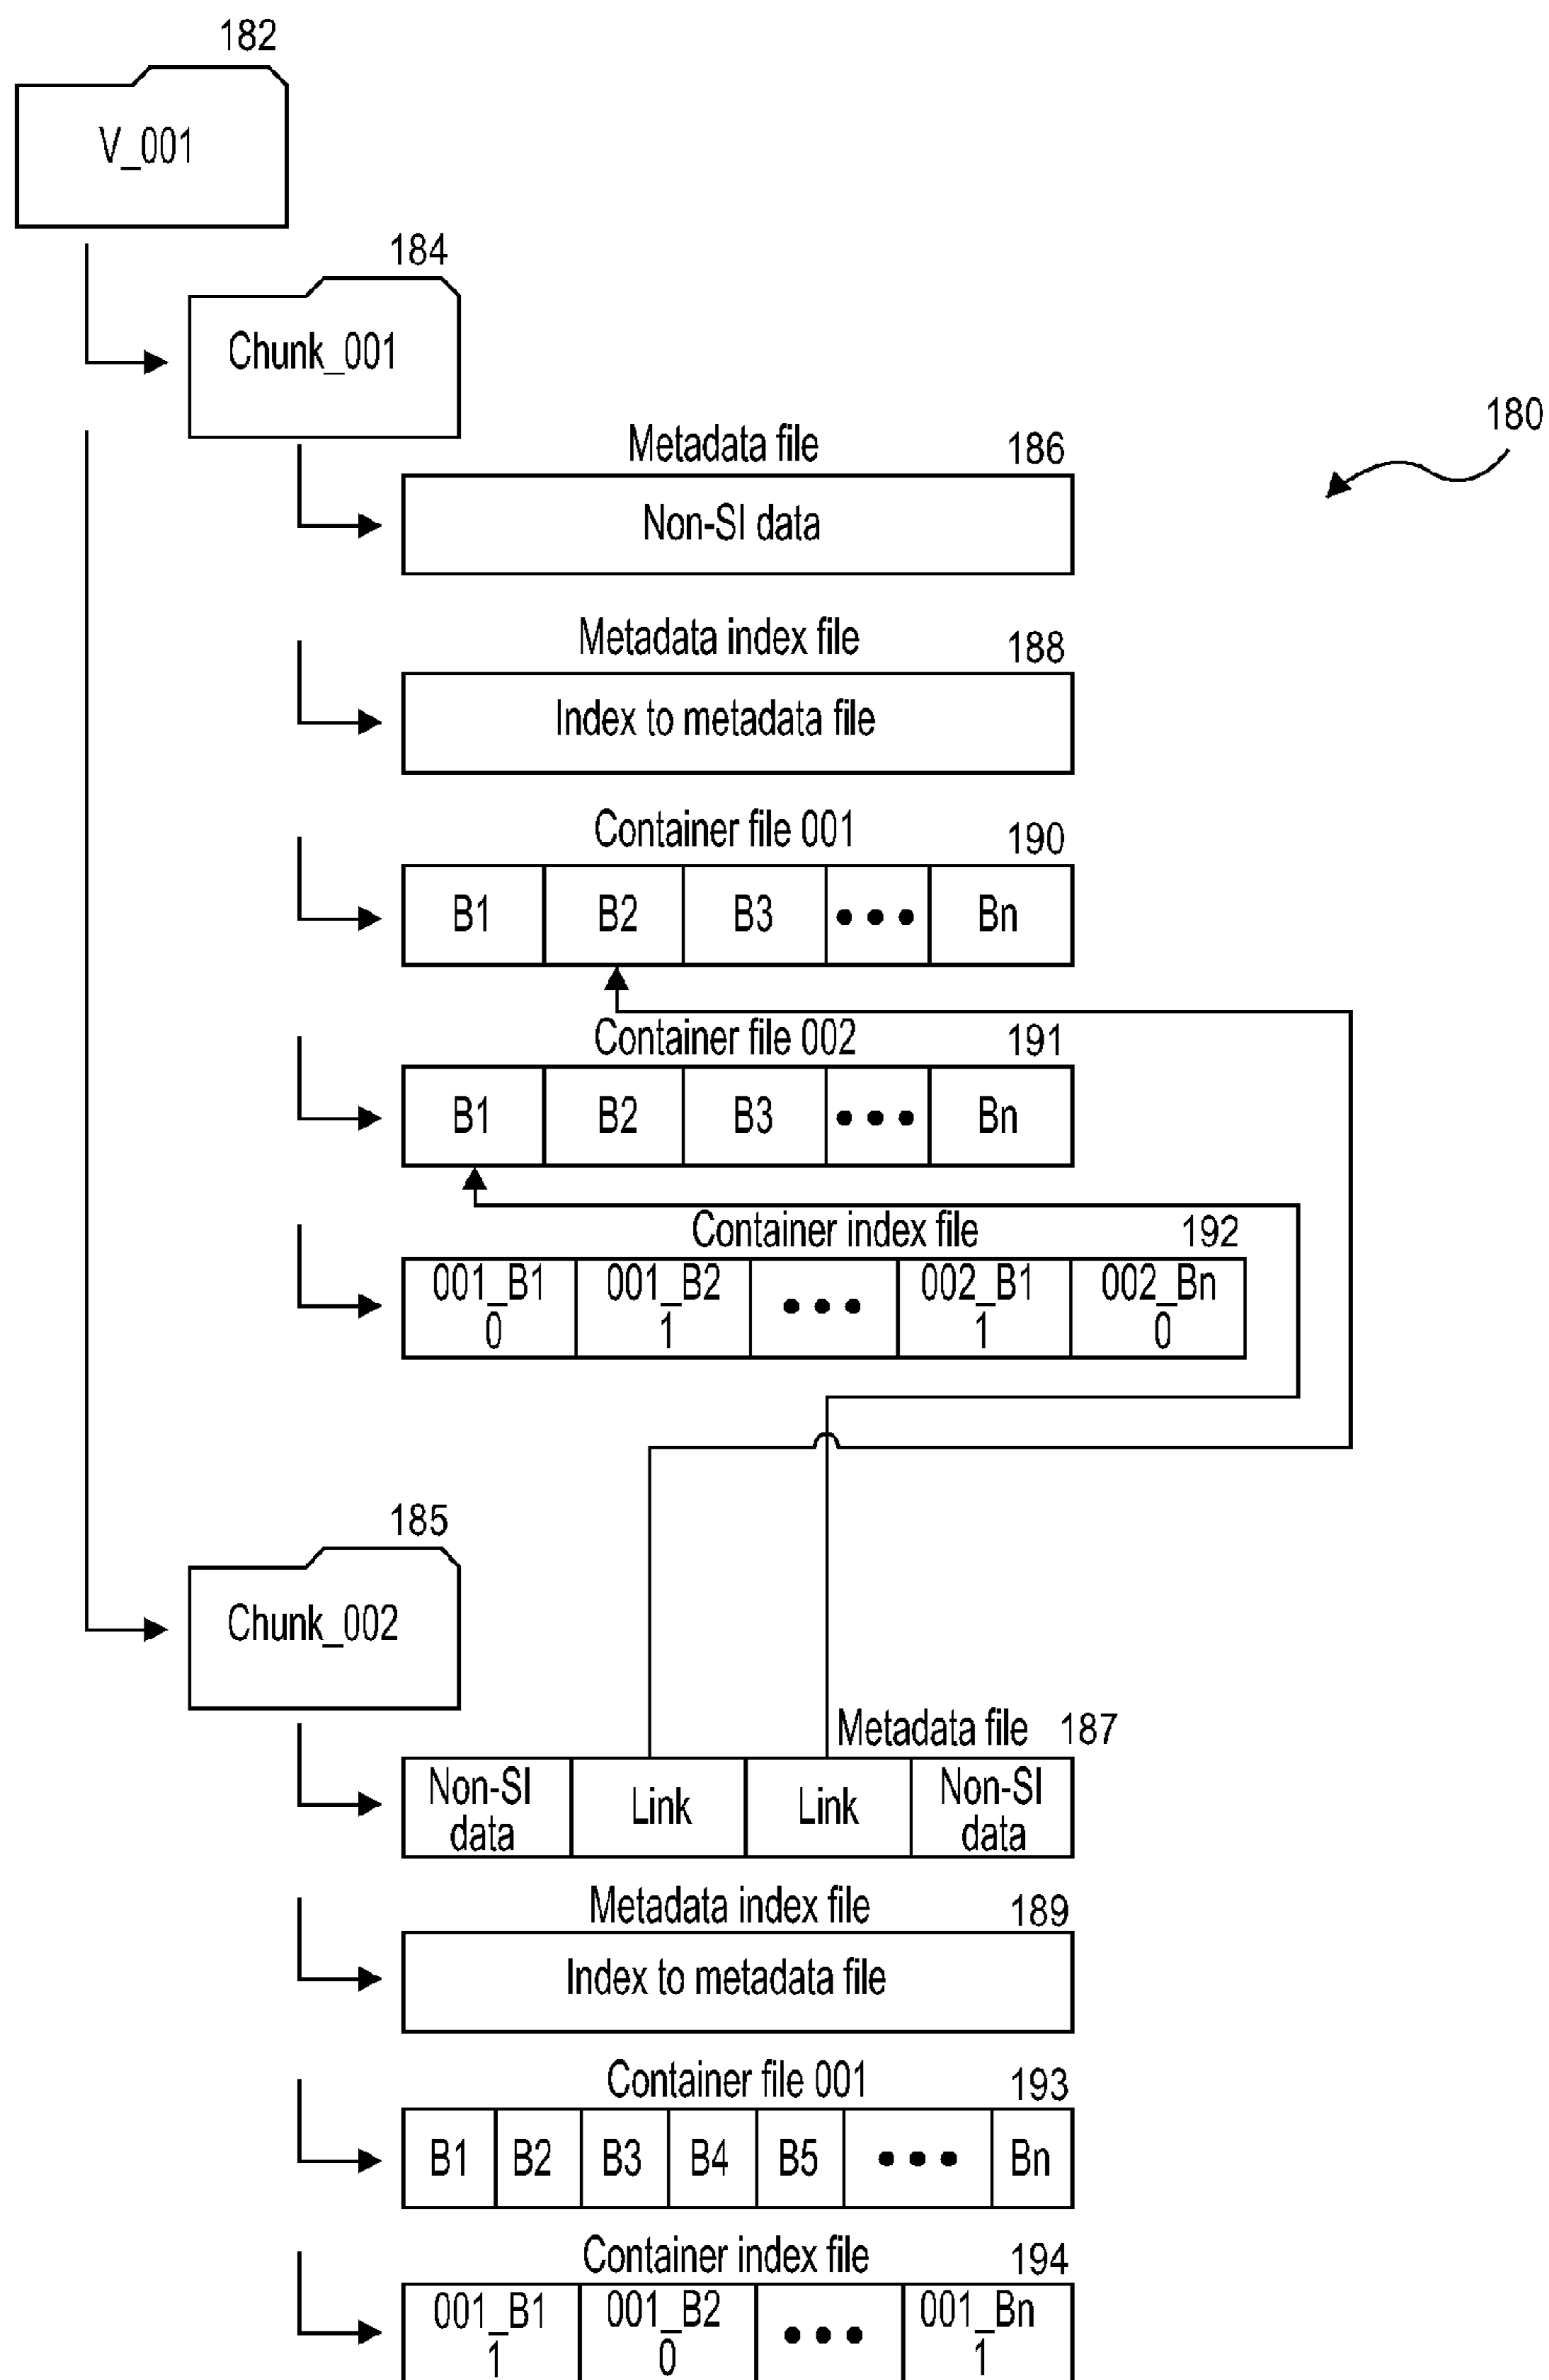 182
V_001
184
Chunk_001
180
Metadata file 186
Non-SI data
Metadata index file 188
Index to metadata file
Container file 001 190
B1 B2 B3 ••• Bn
Container file 002 191
B1 B2 B3 ••• Bn
Container index file 192
001_B1 001_B2 ••• 002_B1 002_Bn
0 1 1 0
185
Chunk_002
Metadata file 187
Non-SI Link Link Non-SI
data data
Metadata index file 189
Index to metadata file
Container file 001 193
B1 B2 B3 B4 B5 ••• Bn
Container index file 194
001_B1 001_B2 ••• 001_Bn
1 0 1